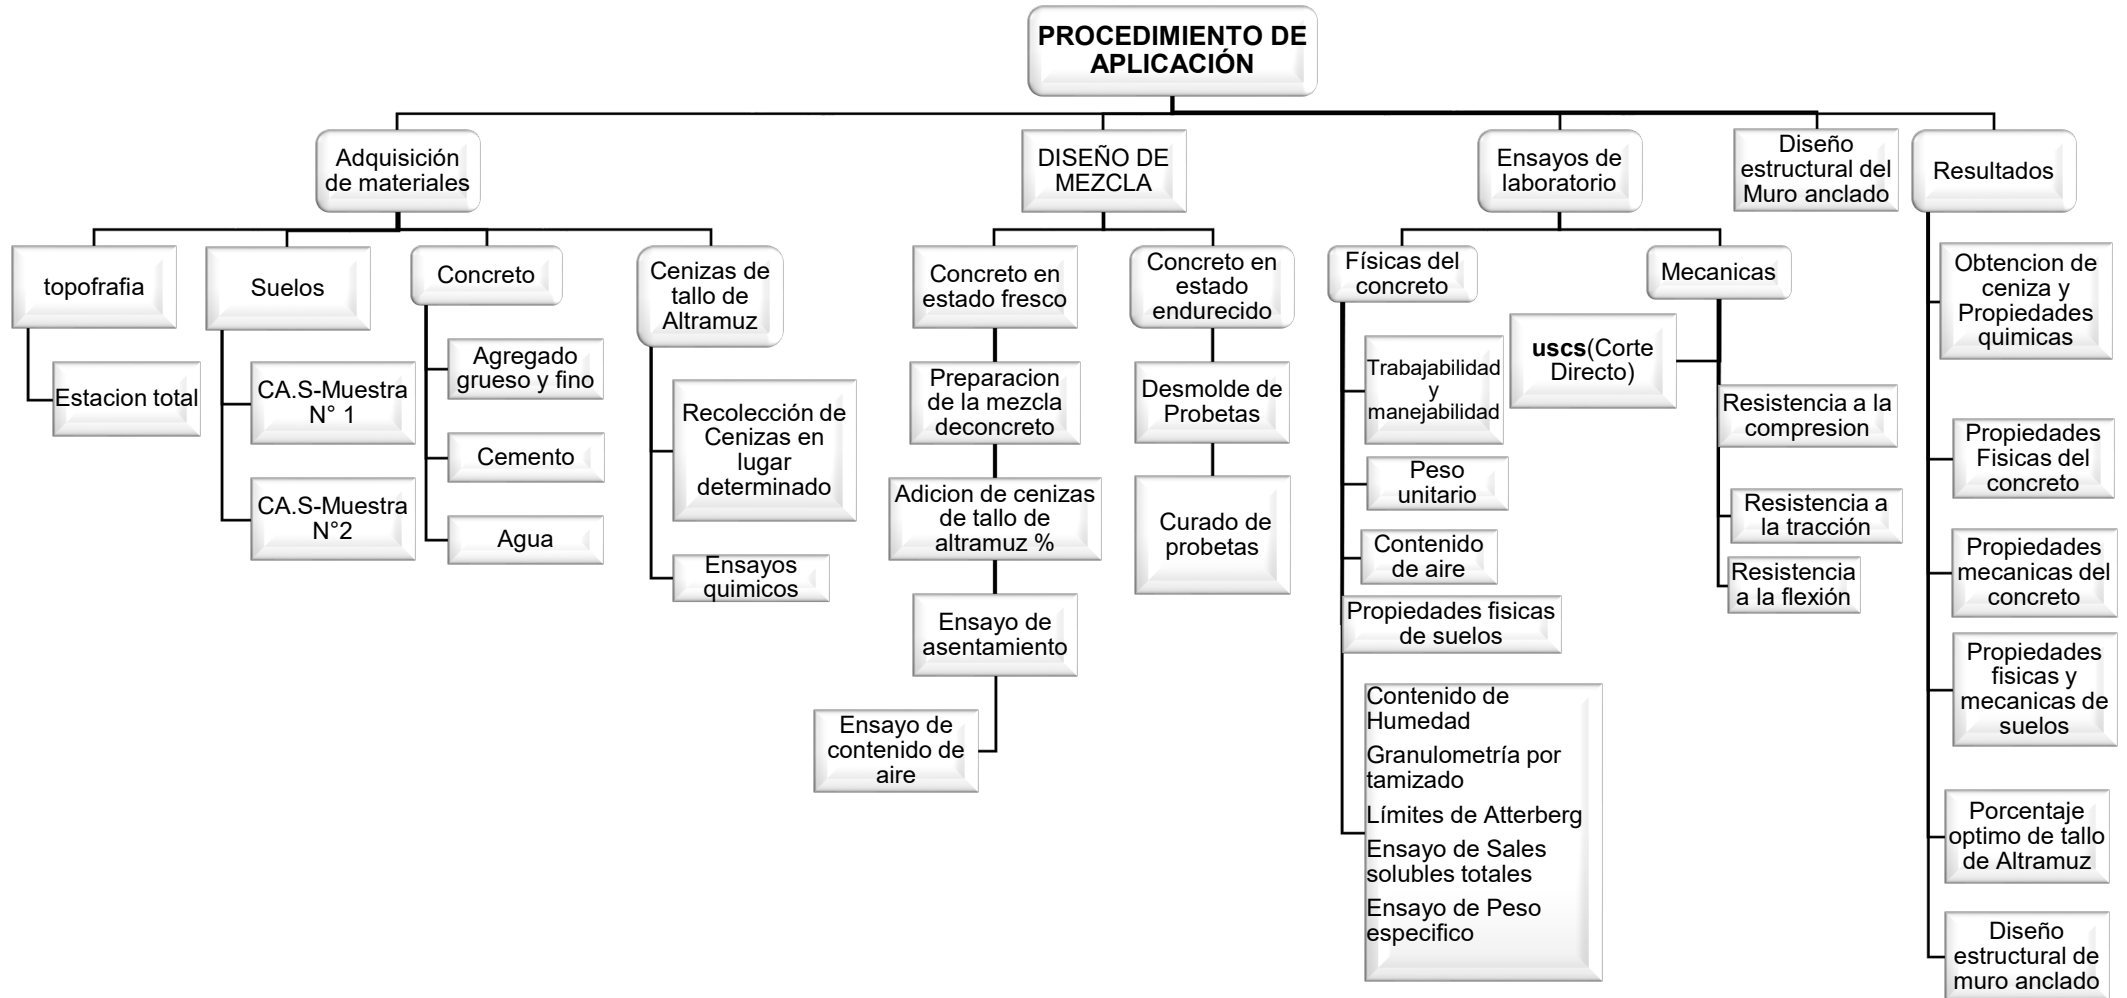 PROCEDIMIENTO DE
APLICACIÓN
Adquisición
de materiales
DISEÑO DE
MEZCLA
Ensayos de
laboratorio
Diseño
estructural del
Muro anclado
Resultados
topofrafia
Estacion total
Suelos
CA.S-Muestra
N° 1
CA.S-Muestra
N°2
Concreto
Agregado
grueso y fino
Cemento
Agua
Cenizas de
tallo de
Altramuz
Recolección de
Cenizas en
lugar
determinado
Ensayos
quimicos
Concreto en
estado fresco
Preparacion
de la mezcla
deconcreto
Adicion de cenizas
de tallo de
altramuz %
Ensayo de
asentamiento
Ensayo de
contenido de
aire
Concreto en
estado
endurecido
Desmolde de
Probetas
Curado de
probetas
Físicas del
concreto
Trabajabilidad
y
manejabilidad
Peso
unitario
Contenido
de aire
Propiedades fisicas
de suelos
Contenido de
Humedad
Granulometría por
tamizado
Límites de Atterberg
Ensayo de Sales
solubles totales
Ensayo de Peso
especifico
Mecanicas
uscs(Corte
Directo)
Resistencia a la
compresion
Resistencia a
la tracción
Resistencia
a la flexión
Obtencion de
ceniza y
Propiedades
quimicas
Propiedades
Fisicas del
concreto
Propiedades
mecanicas del
concreto
Propiedades
fisicas y
mecanicas de
suelos
Porcentaje
optimo de tallo
de Altramuz
Diseño
estructural de
muro anclado